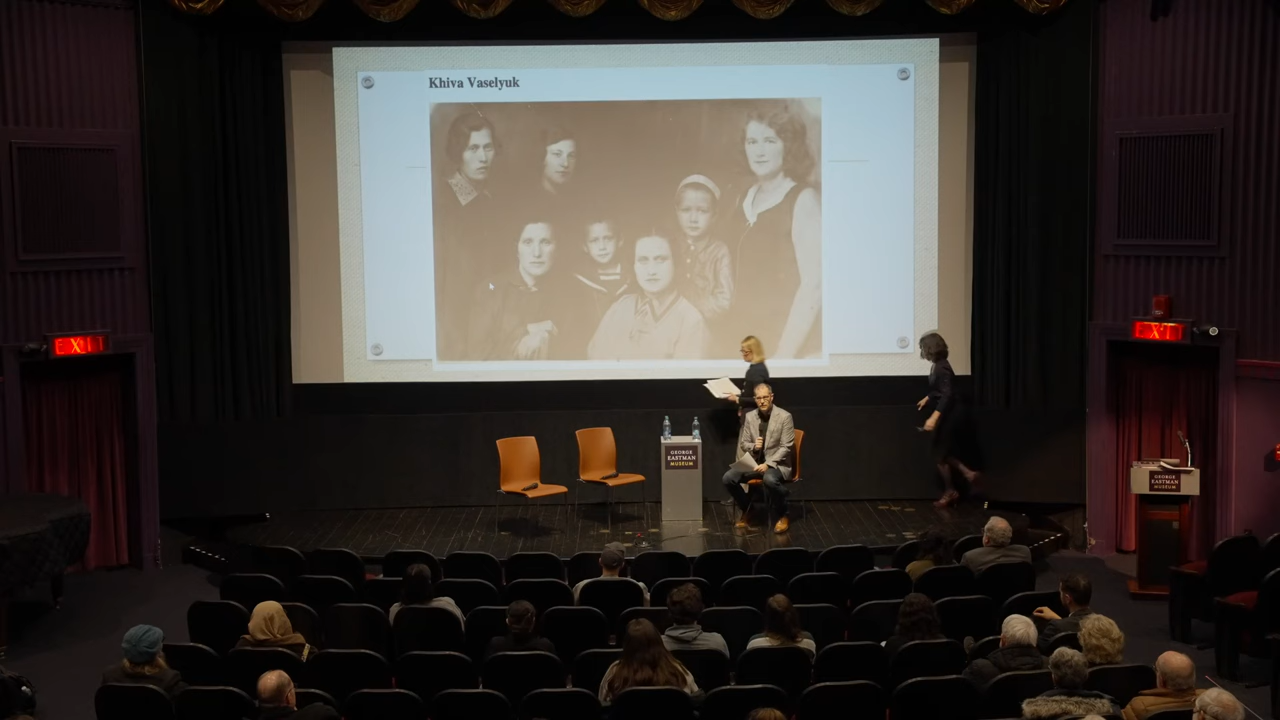 Khiva Vaselyuk
EXIT
EXIT
GEORGE
EASTMAN
MUSEUM
GEORGE
EASTMAN
MUSEUM